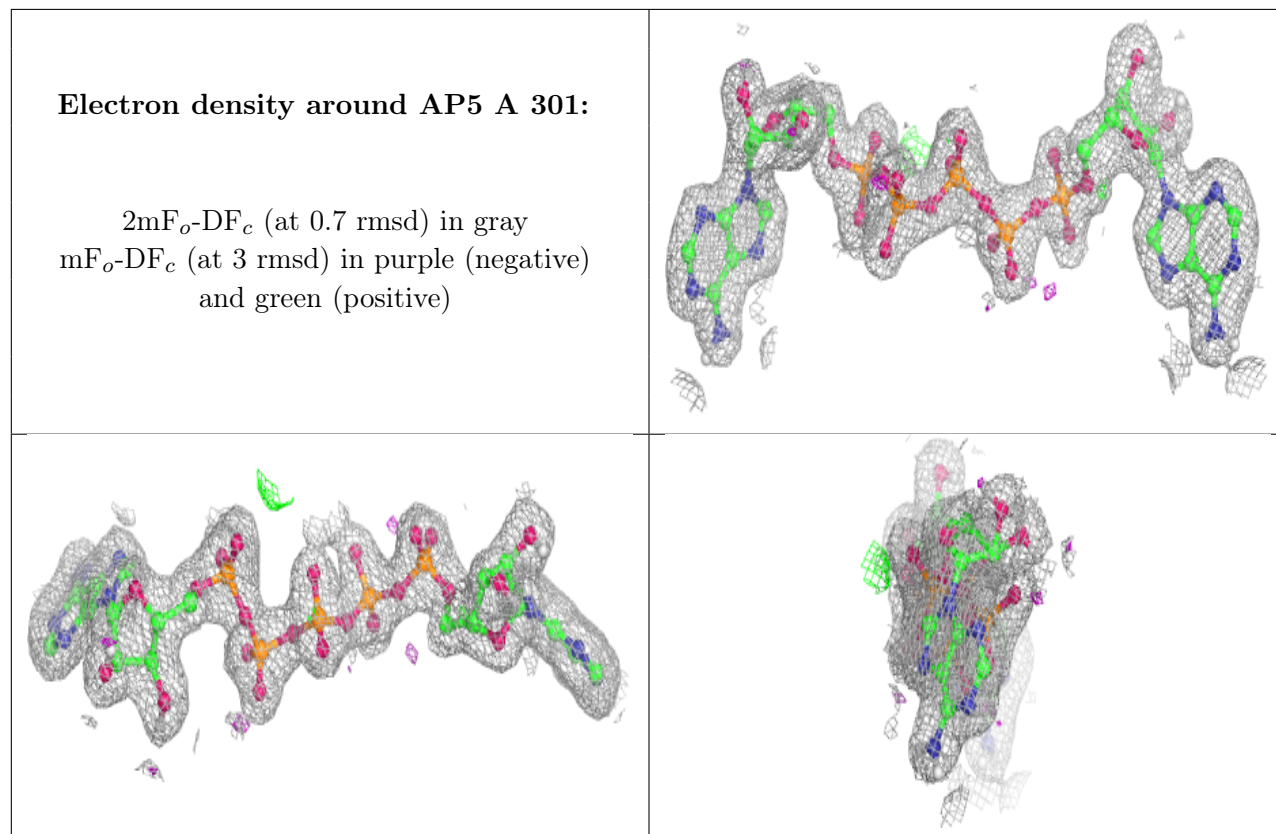 Electron density around AP5 A 301:
2mFo-DFc (at 0.7 rmsd) in gray
mFo-DFc (at 3 rmsd) in purple (negative)
and green (positive)